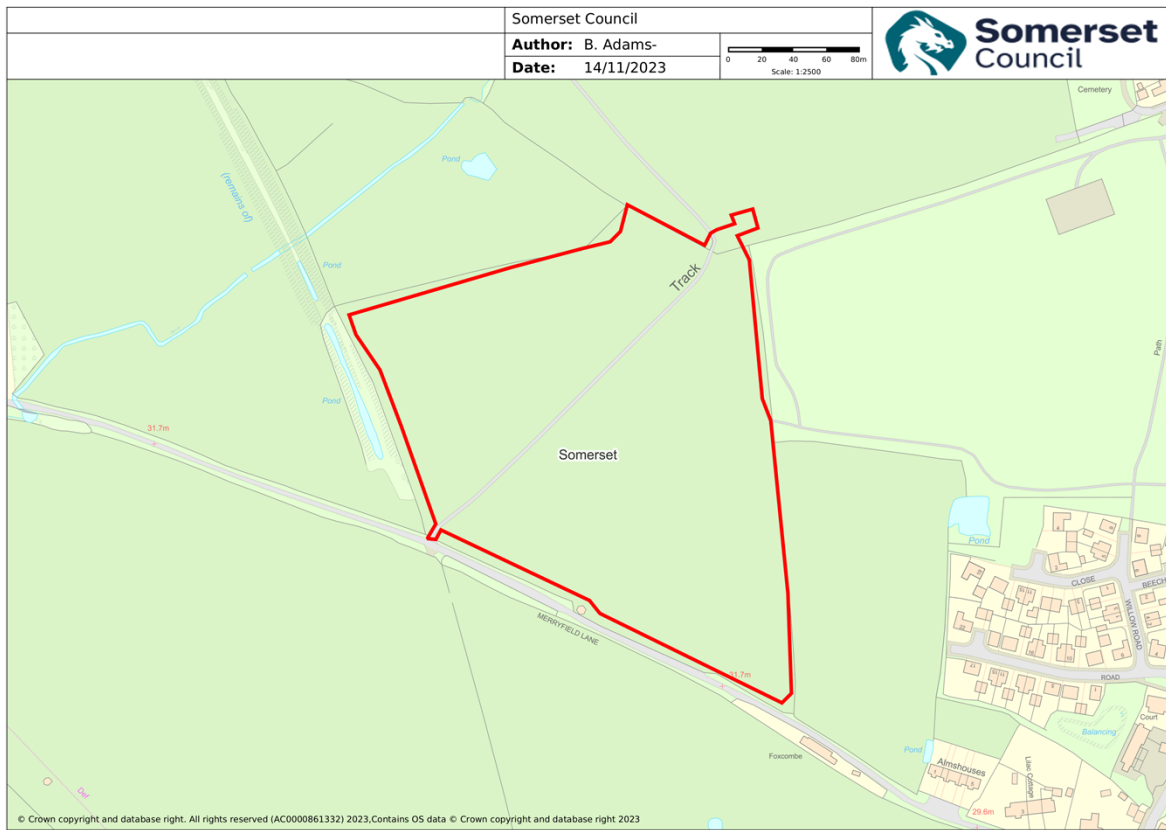 Somerset Council
Author: B. Adams-
Date: 14/11/2023
0 20 40 60 80m
Scale: 1:2500
Somerset
Council
Cemetery
Pond
(remains of)
Pond
Track
Path
Pond
31.7m
Somerset
Pond
CLOSE
BEECH
WILLOW ROAD
MERRYFIELD LANE
ROAD
31.7m
Court
Balancing
Foxcombe
Pond
Almshouses
Lilac Cottage
Def
29.6m
© Crown copyright and database right. All rights reserved (AC0000861332) 2023,Contains OS data © Crown copyright and database right 2023